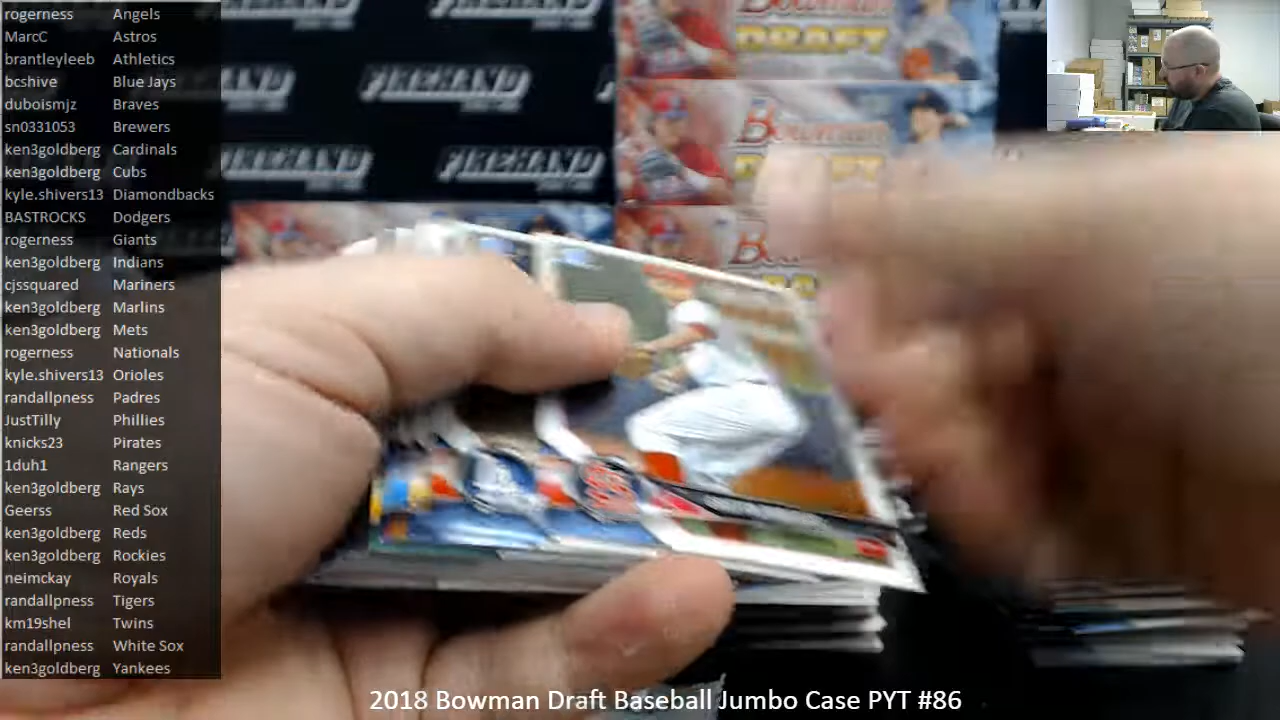 rogerness Angels
MarcC Astros
brantleyleeb Athletics
bcshive Blue Jays
duboismjz Braves
sn0331053 Brewers
ken3goldberg Cardinals
ken3goldberg Cubs
kyle.shivers13 Diamondbacks
BASTROCKS Dodgers
rogerness Giants
ken3goldberg Indians
cjssquared Mariners
ken3goldberg Marlins
ken3goldberg Mets
rogerness Nationals
kyle.shivers13 Orioles
randallpness Padres
JustTilly Phillies
knicks23 Pirates
1duh1 Rangers
ken3goldberg Rays
Geerss Red Sox
ken3goldberg Reds
ken3goldberg Rockies
neimckay Royals
randallpness Tigers
km19shel Twins
randallpness White Sox
ken3goldberg Yankees
FIREHAND
FIREHAND
FIREHAND
FIREHAND
Bowman
DRAFT
Bowman
DRAFT
2018 Bowman Draft Baseball Jumbo Case PYT #86